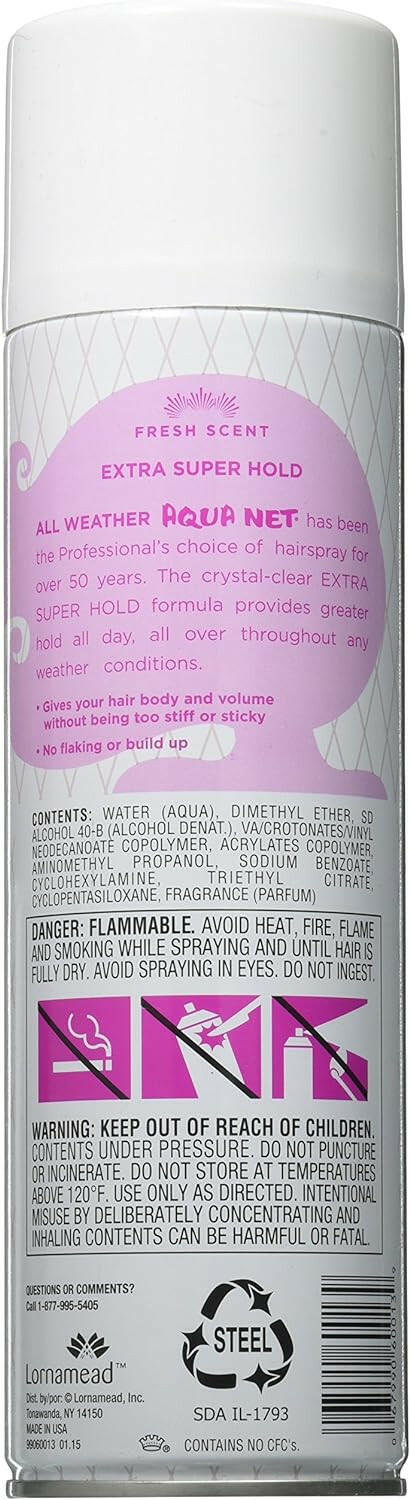 FRESH SCENT
EXTRA SUPER HOLD
ALL WEATHER AQUA NET® has been
the Professional's choice of hairspray for
over 50 years. The crystal-clear EXTRA
SUPER HOLD formula provides greater
hold all day, all over throughout any
weather conditions.
• Gives your hair body and volume
without being too stiff or sticky
• No flaking or build up
CONTENTS: WATER (AQUA), DIMETHYL ETHER, SD
ALCOHOL 40-B (ALCOHOL DENAT.), VA/CROTONATES/VINYL
NEODECANOATE COPOLYMER, ACRYLATES COPOLYMER,
AMINOMETHYL PROPANOL, SODIUM BENZOATE,
CYCLOHEXYLAMINE, TRIETHYL CITRATE,
CYCLOPENTASILOXANE, FRAGRANCE (PARFUM)
DANGER: FLAMMABLE. AVOID HEAT, FIRE, FLAME
AND SMOKING WHILE SPRAYING AND UNTIL HAIR IS
FULLY DRY. AVOID SPRAYING IN EYES. DO NOT INGEST.
WARNING: KEEP OUT OF REACH OF CHILDREN.
CONTENTS UNDER PRESSURE. DO NOT PUNCTURE
OR INCINERATE. DO NOT STORE AT TEMPERATURES
ABOVE 120°F. USE ONLY AS DIRECTED. INTENTIONAL
MISUSE BY DELIBERATELY CONCENTRATING AND
INHALING CONTENTS CAN BE HARMFUL OR FATAL.
QUESTIONS OR COMMENTS?
Call 1-877-995-5405
Lornamead™
Dist. by/por: © Lornamead, Inc.
Tonawanda, NY 14150
MADE IN USA
99060013 01.15
STEEL
SDA IL-1793
CONTAINS NO CFC's.